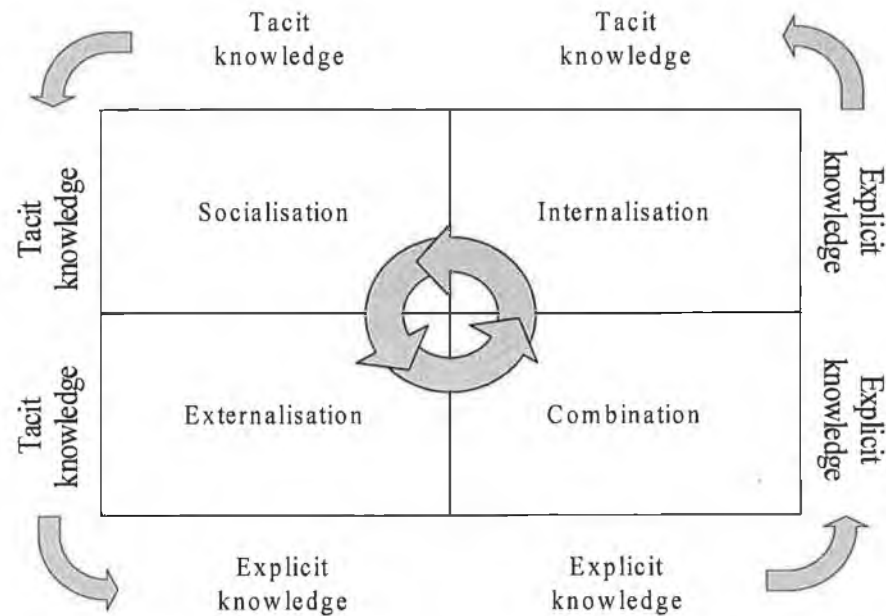 Tacit
knowledge
Tacit
knowledge
Tacit
knowledge
Socialisation
Internalisation
Explicit
knowledge
Tacit
knowledge
Externalisation
Combination
Explicit
knowledge
Explicit
knowledge
Explicit
knowledge